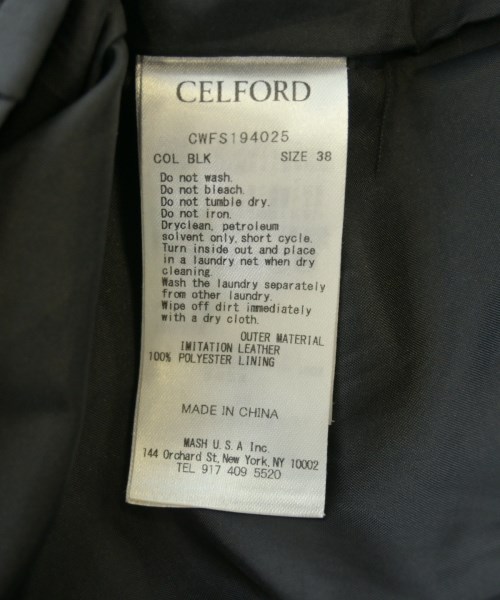 CELFORD
CWFS194025
COL BLK SIZE 38
Do not wash.
Do not bleach.
Do not tumble dry.
Do not iron.
Dryclean, petroleum
solvent only, short cycle.
Turn inside out and place
in a laundry net when dry
cleaning.
Wash the laundry separately
from other laundry.
Wipe off dirt immediately
with a dry cloth.
OUTER MATERIAL
IMITATION LEATHER
100% POLYESTER LINING
MADE IN CHINA
MASH U.S.A Inc.
144 Orchard St, New York, NY 10002
TEL 917 409 5520